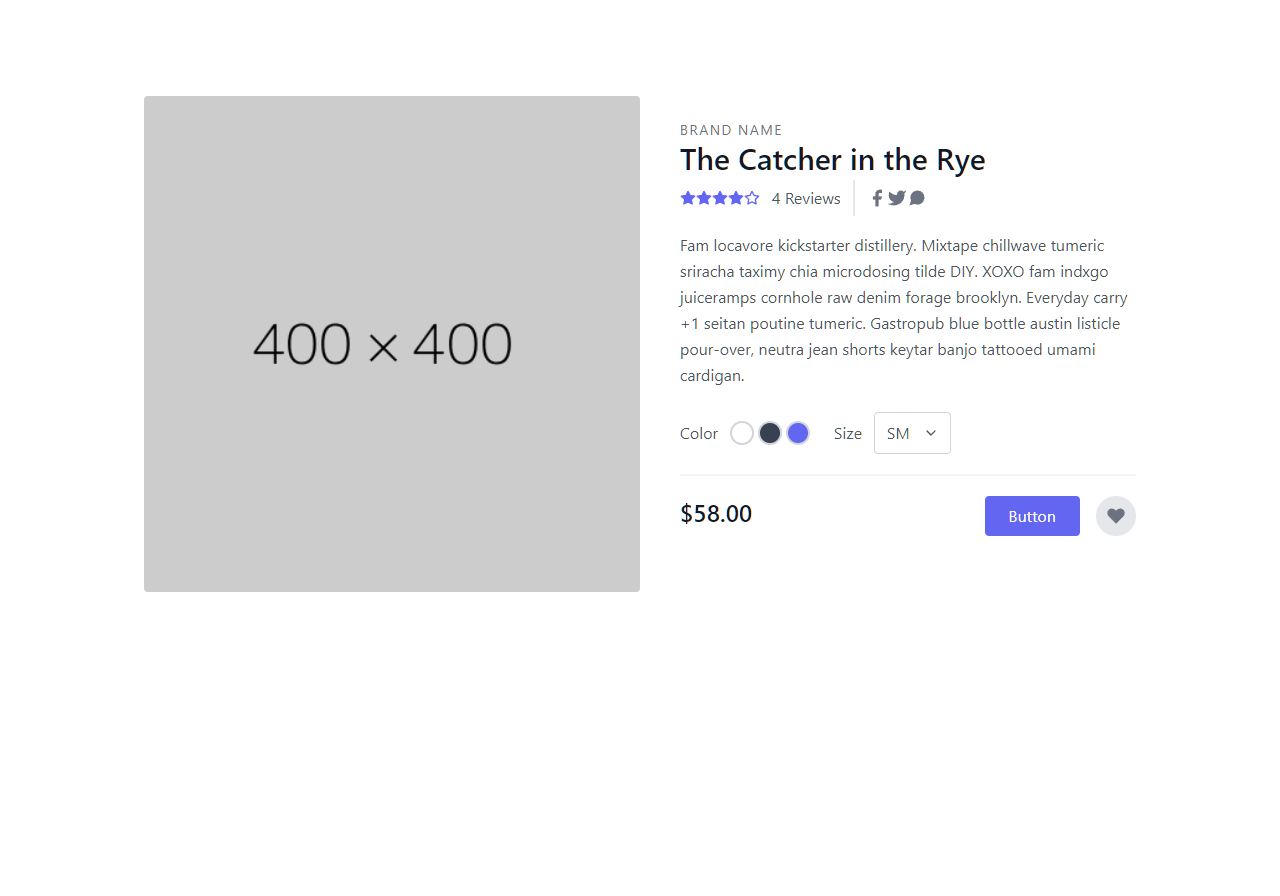 400 × 400
BRAND NAME
The Catcher in the Rye
4 Reviews
Fam locavore kickstarter distillery. Mixtape chillwave tumeric
sriracha taximy chia microdosing tilde DIY. XOXO fam indxgo
juiceramps cornhole raw denim forage brooklyn. Everyday carry
+1 seitan poutine tumeric. Gastropub blue bottle austin listicle
pour-over, neutra jean shorts keytar banjo tattooed umami
cardigan.
Color Size SM
$58.00 Button